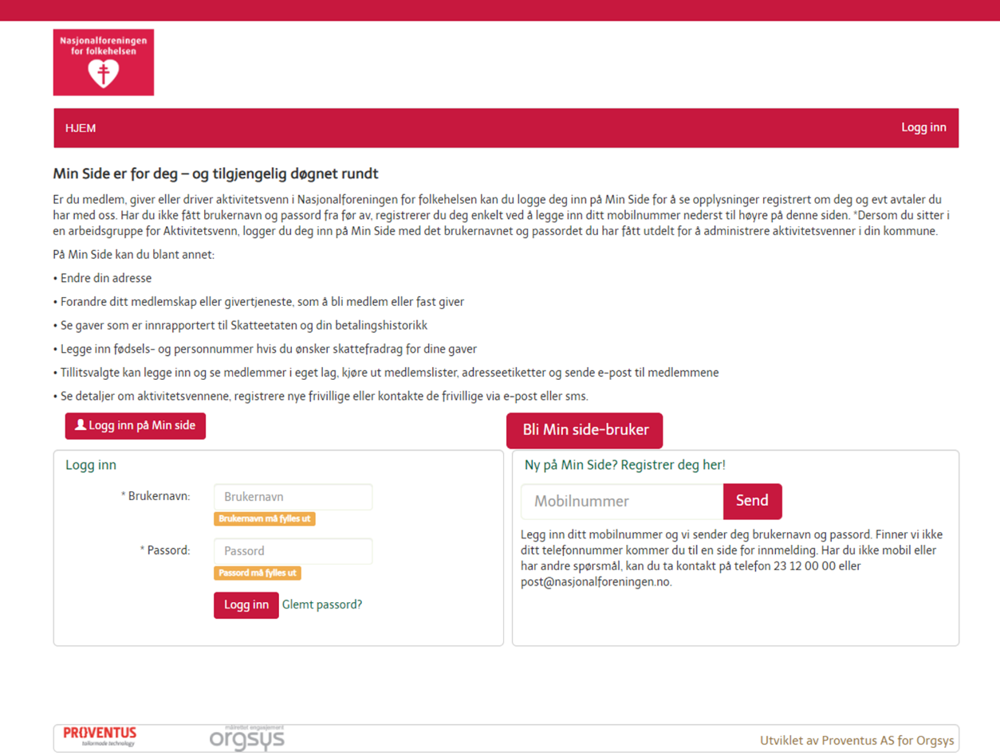 Nasjonalforeningen
for folkehelsen
HJEM
Logg inn
Min Side er for deg – og tilgjengelig døgnet rundt
Er du medlem, giver eller driver aktivitetsvenn i Nasjonalforeningen for folkehelsen kan du logge deg inn på Min Side for å se opplysninger registrert om deg og evt avtaler du
har med oss. Har du ikke fått brukernavn og passord fra før av, registrerer du deg enkelt ved å legge inn ditt mobilnummer nederst til høyre på denne siden. *Dersom du sitter i
en arbeidsgruppe for Aktivitetsvenn, logger du deg inn på Min Side med det brukernavnet og passordet du har fått utdelt for å administrere aktivitetsvenner i din kommune.
På Min Side kan du blant annet:
• Endre din adresse
• Forandre ditt medlemskap eller givertjeneste, som å bli medlem eller fast giver
• Se gaver som er innrapportert til Skatteetaten og din betalingshistorikk
• Legge inn fødsels- og personnummer hvis du ønsker skattefradrag for dine gaver
• Tillitsvalgte kan legge inn og se medlemmer i eget lag, kjøre ut medlemslister, adresseetiketter og sende e-post til medlemmene
• Se detaljer om aktivitetsvennene, registrere nye frivillige eller kontakte de frivillige via e-post eller sms.
Logg inn på Min side
Logg inn
* Brukernavn:
Brukernavn
Brukernavn må fylles ut
* Passord:
Passord
Passord må fylles ut
Logg inn
Glemt passord?
Bli Min side-bruker
Ny på Min Side? Registrer deg her!
Mobilnummer
Send
Legg inn ditt mobilnummer og vi sender deg brukernavn og passord. Finner vi ikke
ditt telefonnummer kommer du til en side for innmelding. Har du ikke mobil eller
har andre spørsmål, kan du ta kontakt på telefon 23 12 00 00 eller
post@nasjonalforeningen.no.
PROVENTUS
tailormade technology
målrettet engasjement
orgsys
Utviklet av Proventus AS for Orgsys